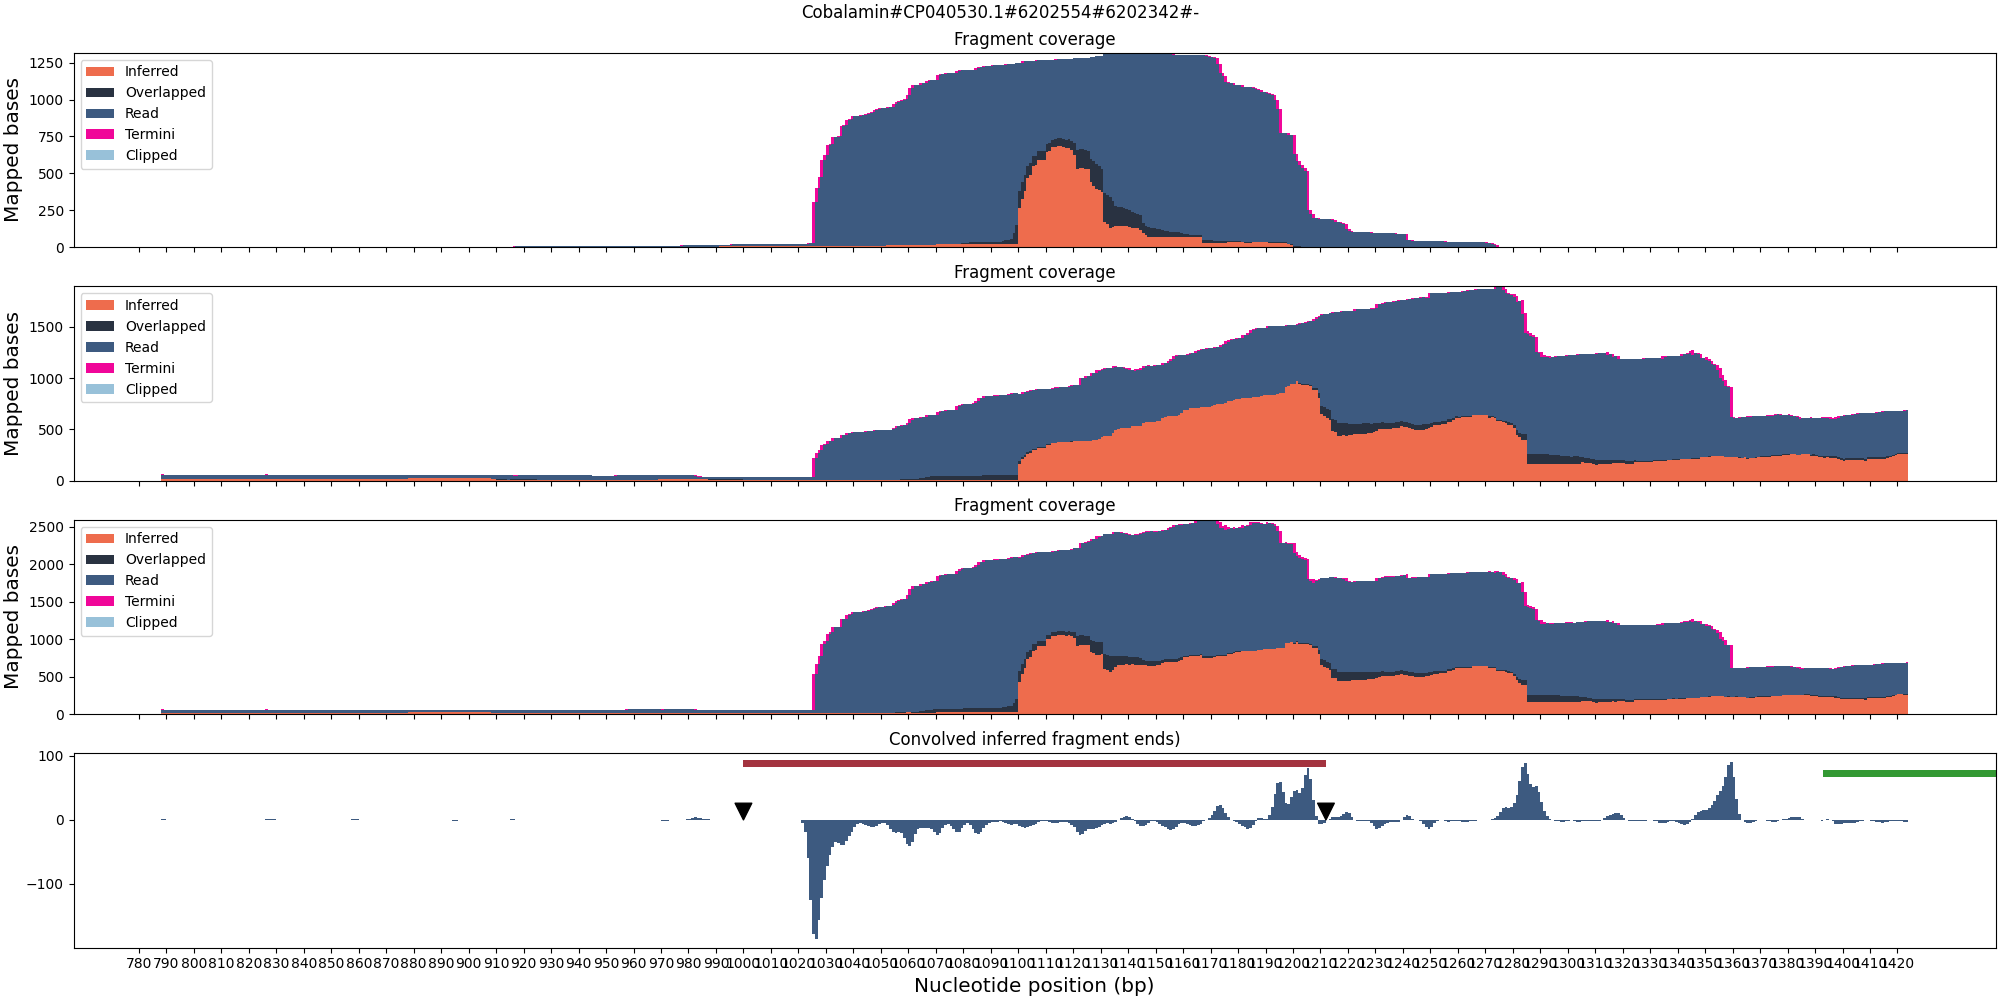 Cobalamin#CP040530.1#6202554#6202342#-
Fragment coverage
Mapped bases
1250
1000
750
500
250
0
Inferred
Overlapped
Read
Termini
Clipped
Fragment coverage
Mapped bases
1500
1000
500
0
Inferred
Overlapped
Read
Termini
Clipped
Fragment coverage
Mapped bases
2500
2000
1500
1000
500
0
Inferred
Overlapped
Read
Termini
Clipped
Convolved inferred fragment ends)
100
0
−100
780 790 800 810 820 830 840 850 860 870 880 890 900 910 920 930 940 950 960 970 980 990 1000 1010 1020 1030 1040 1050 1060 1070 1080 1090 1100 1110 1120 1130 1140 1150 1160 1170 1180 1190 1200 1210 1220 1230 1240 1250 1260 1270 1280 1290 1300 1310 1320 1330 1340 1350 1360 1370 1380 1390 1400 1410 1420
Nucleotide position (bp)